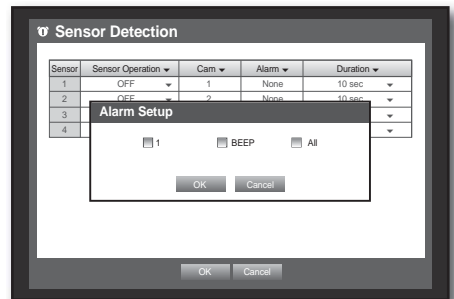 Sensor Detection
Sensor Sensor Operation Cam Alarm Duration
1 OFF 1 None 10 sec
2 OFF 2 None 10 sec
3
4
Alarm Setup
1 BEEP All
OK Cancel
OK Cancel